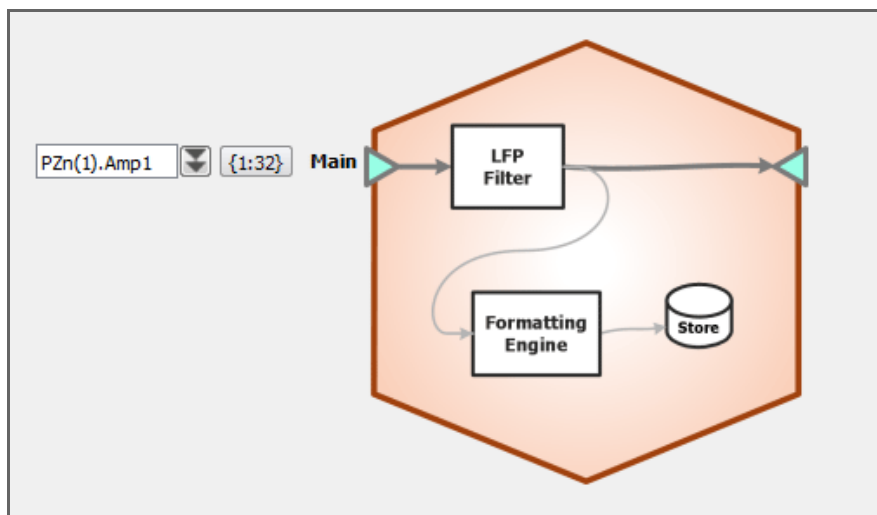 PZn(1).Amp1
{1:32}
Main
LFP
Filter
Formatting
Engine
Store